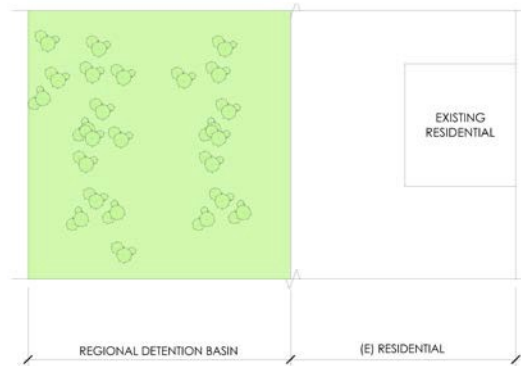 EXISTING
RESIDENTIAL
REGIONAL DETENTION BASIN
(E) RESIDENTIAL